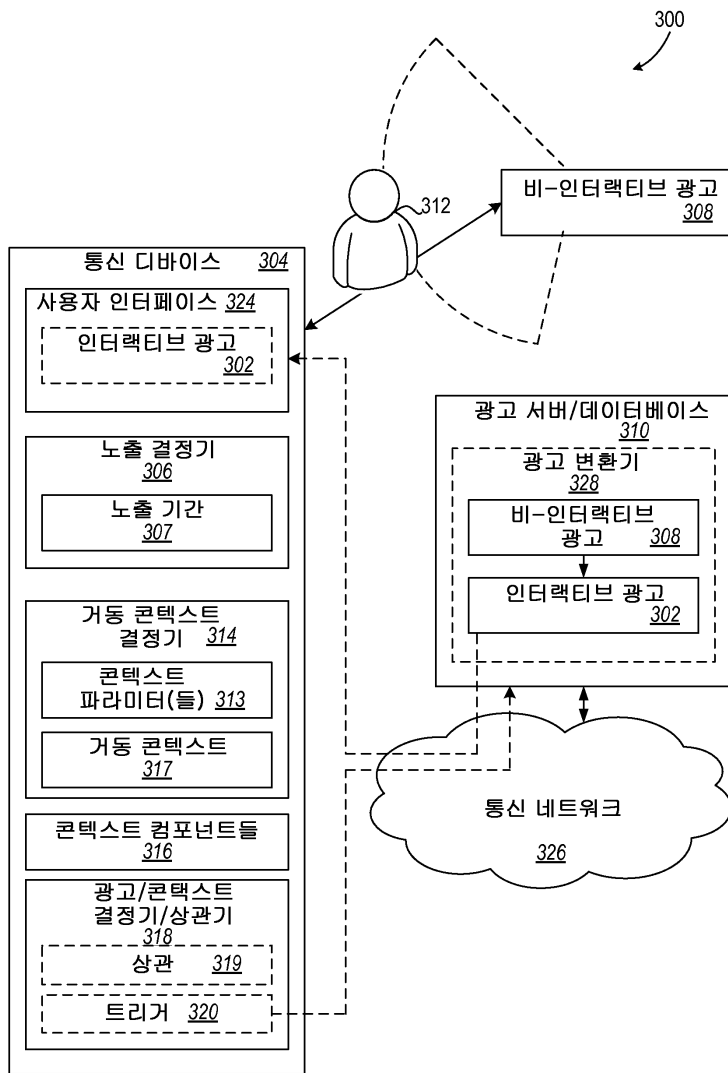 300
비-인터랙티브 광고
308
312
통신 디바이스 304
사용자 인터페이스 324
인터랙티브 광고
302
노출 결정기
306
노출 기간
307
거동 콘텍스트
결정기 314
콘텍스트
파라미터(들) 313
거동 콘텍스트
317
콘텍스트 컴포넌트들
316
광고/콘택스트
결정기/상관기
318
상관 319
트리거 320
광고 서버/데이터베이스
310
광고 변환기
328
비-인터랙티브
광고 308
인터랙티브 광고
302
통신 네트워크
326